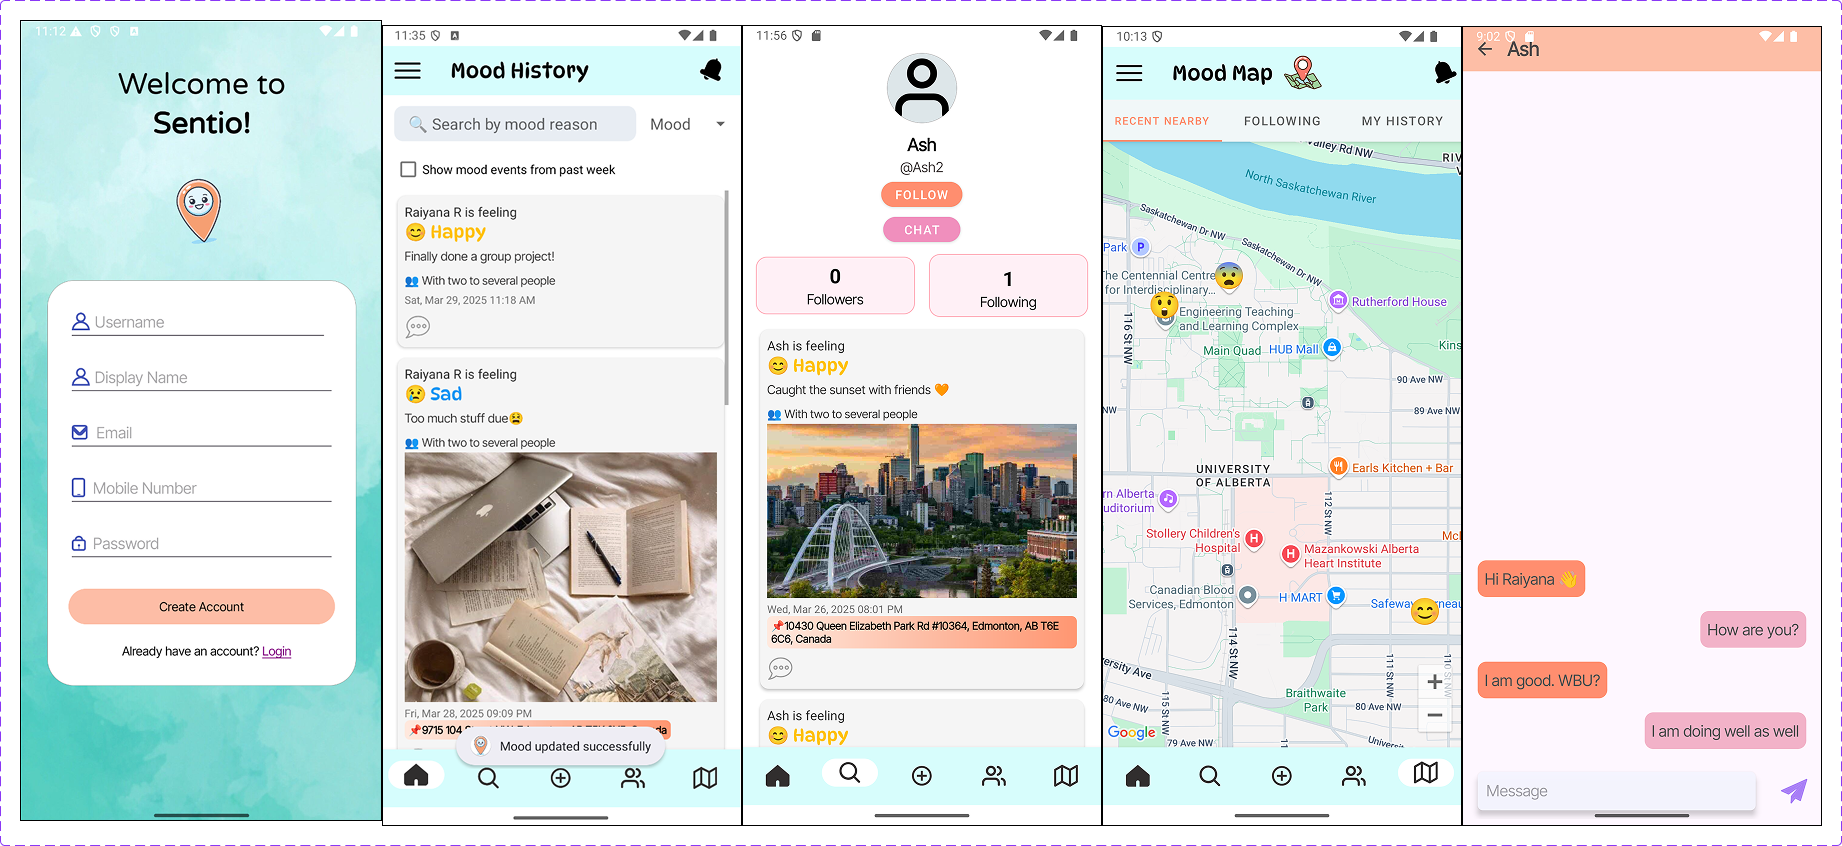 11:12
Welcome to
Sentio!
Username
Display Name
Email
Mobile Number
Password
Create Account
Already have an account? Login
11:35
Mood History
Search by mood reason
Mood
Show mood events from past week
Raiyana R is feeling
😊 Happy
Finally done a group project!
👥 With two to several people
Sat, Mar 29, 2025 11:18 AM
Raiyana R is feeling
😢 Sad
Too much stuff due😫
👥 With two to several people
Fri, Mar 28, 2025 09:09 PM
📌9715 104
Mood updated successfully
11:56
Ash
@Ash2
FOLLOW
CHAT
0
Followers
1
Following
Ash is feeling
😊 Happy
Caught the sunset with friends 🧡
👥 With two to several people
Wed, Mar 26, 2025 08:01 PM
📌10430 Queen Elizabeth Park Rd #10364, Edmonton, AB T6E
6C6, Canada
Ash is feeling
😊 Happy
10:13
Mood Map
RECENT NEARBY
FOLLOWING
MY HISTORY
Valley Rd NW
RIV
North Saskatchewan River
Saskatchewan Dr NW
Saskatchewan Dr NW
Park P
The Centennial Centre
for Interdisciplinary...
Rutherford House
Engineering Teaching
and Learning Complex
116 St NW
Main Quad
HUB Mall
Kins
90 Ave NW
89 Ave NW
NW
UNIVERSITY
OF ALBERTA
Earls Kitchen + Bar
rn Alberta
uditorium
112 St NW
Stollery Children's
Hospital
H
H
Mazankowski Alberta
Heart Institute
McI
Canadian Blood
Services, Edmonton
H MART
Safeway
114 St NW
111 St NW
ersity Ave
80 Ave NW
115 St NW
Braithwaite
Park
80 Ave NW
Google
79 Ave NW
Universi
9:02
Ash
Hi Raiyana 👋
How are you?
I am good. WBU?
I am doing well as well
Message